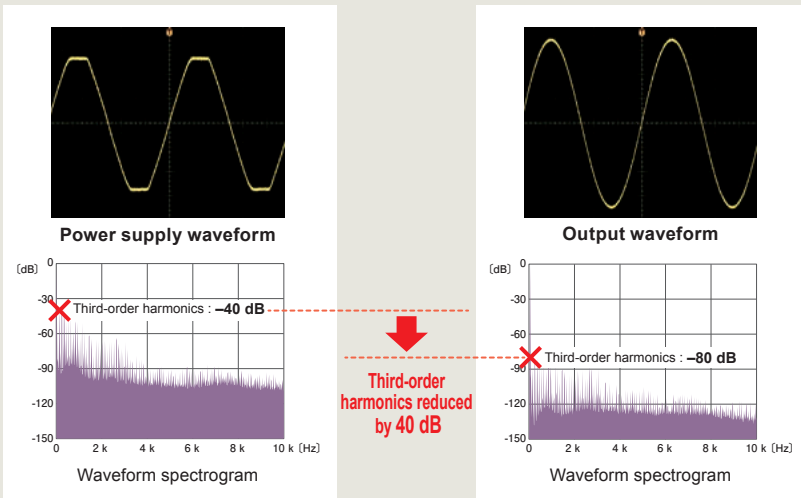 Power supply waveform
[dB]
0
-30
-60
-90
-120
-150
Third-order harmonics : –40 dB
0
2 k
4 k
6 k
8 k
10 k [Hz]
Waveform spectrogram
Third-order
harmonics reduced
by 40 dB
Output waveform
[dB]
0
-30
-60
-90
-120
-150
Third-order harmonics : –80 dB
0
2 k
4 k
6 k
8 k
10 k [Hz]
Waveform spectrogram